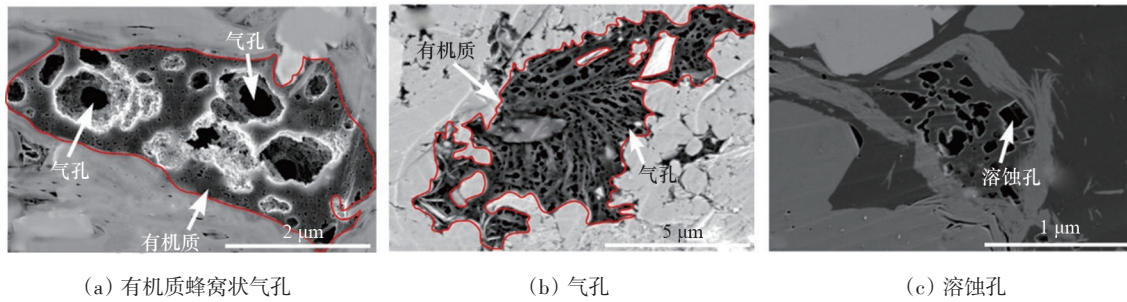 气孔
气孔
有机质
2 μm
有机质
气孔
5 μm
溶蚀孔
1 μm
(a) 有机质蜂窝状气孔
(b) 气孔
(c) 溶蚀孔